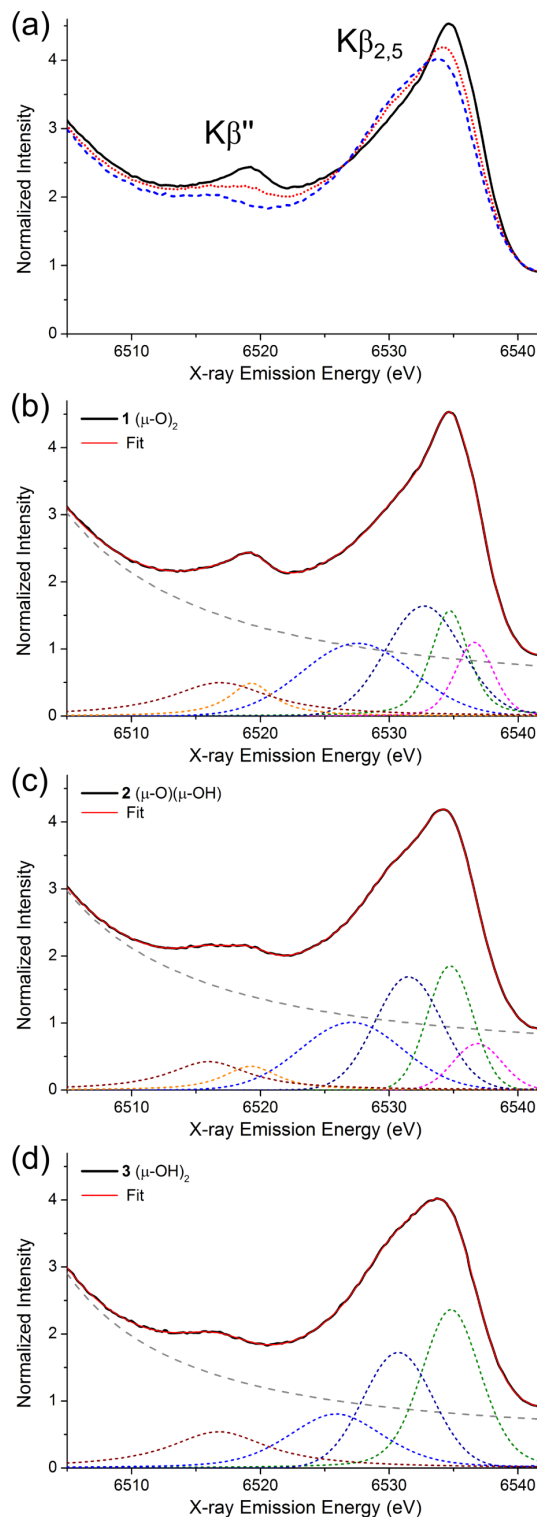 (a)
Kβ"
Kβ2,5
Normalized Intensity
4
3
2
1
0
6510 6520 6530 6540
X-ray Emission Energy (eV)
(b)
1 (μ-O)2
Fit
Normalized Intensity
4
3
2
1
0
6510 6520 6530 6540
X-ray Emission Energy (eV)
(c)
2 (μ-O)(μ-OH)
Fit
Normalized Intensity
4
3
2
1
0
6510 6520 6530 6540
X-ray Emission Energy (eV)
(d)
3 (μ-OH)2
Fit
Normalized Intensity
4
3
2
1
0
6510 6520 6530 6540
X-ray Emission Energy (eV)